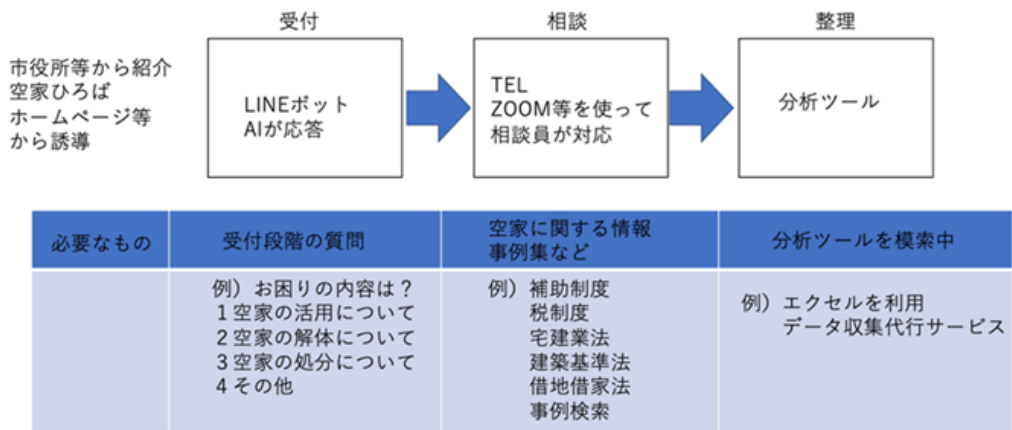 受付
相談
整理
市役所等から紹介
空家ひろば
ホームページ等
から誘導
LINEボット
AIが応答
TEL
ZOOM等を使って
相談員が対応
分析ツール
必要なもの
受付段階の質問
空家に関する情報
事例集など
分析ツールを模索中
例）お困りの内容は？
1空家の活用について
2空家の解体について
3空家の処分について
4その他
例）補助制度
税制度
宅建業法
建築基準法
借地借家法
事例検索
例）エクセルを利用
データ収集代行サービス